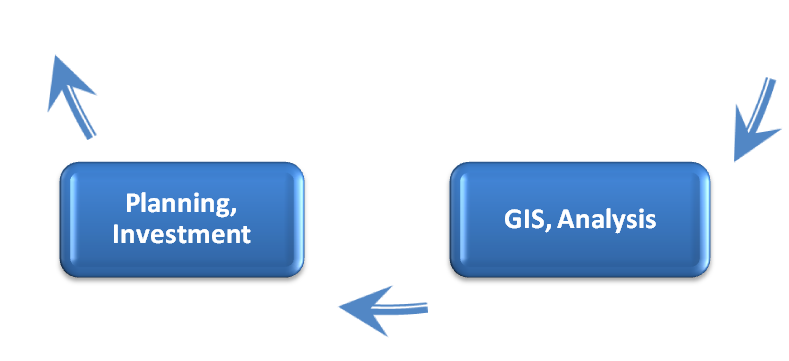 Planning,
Investment
GIS, Analysis